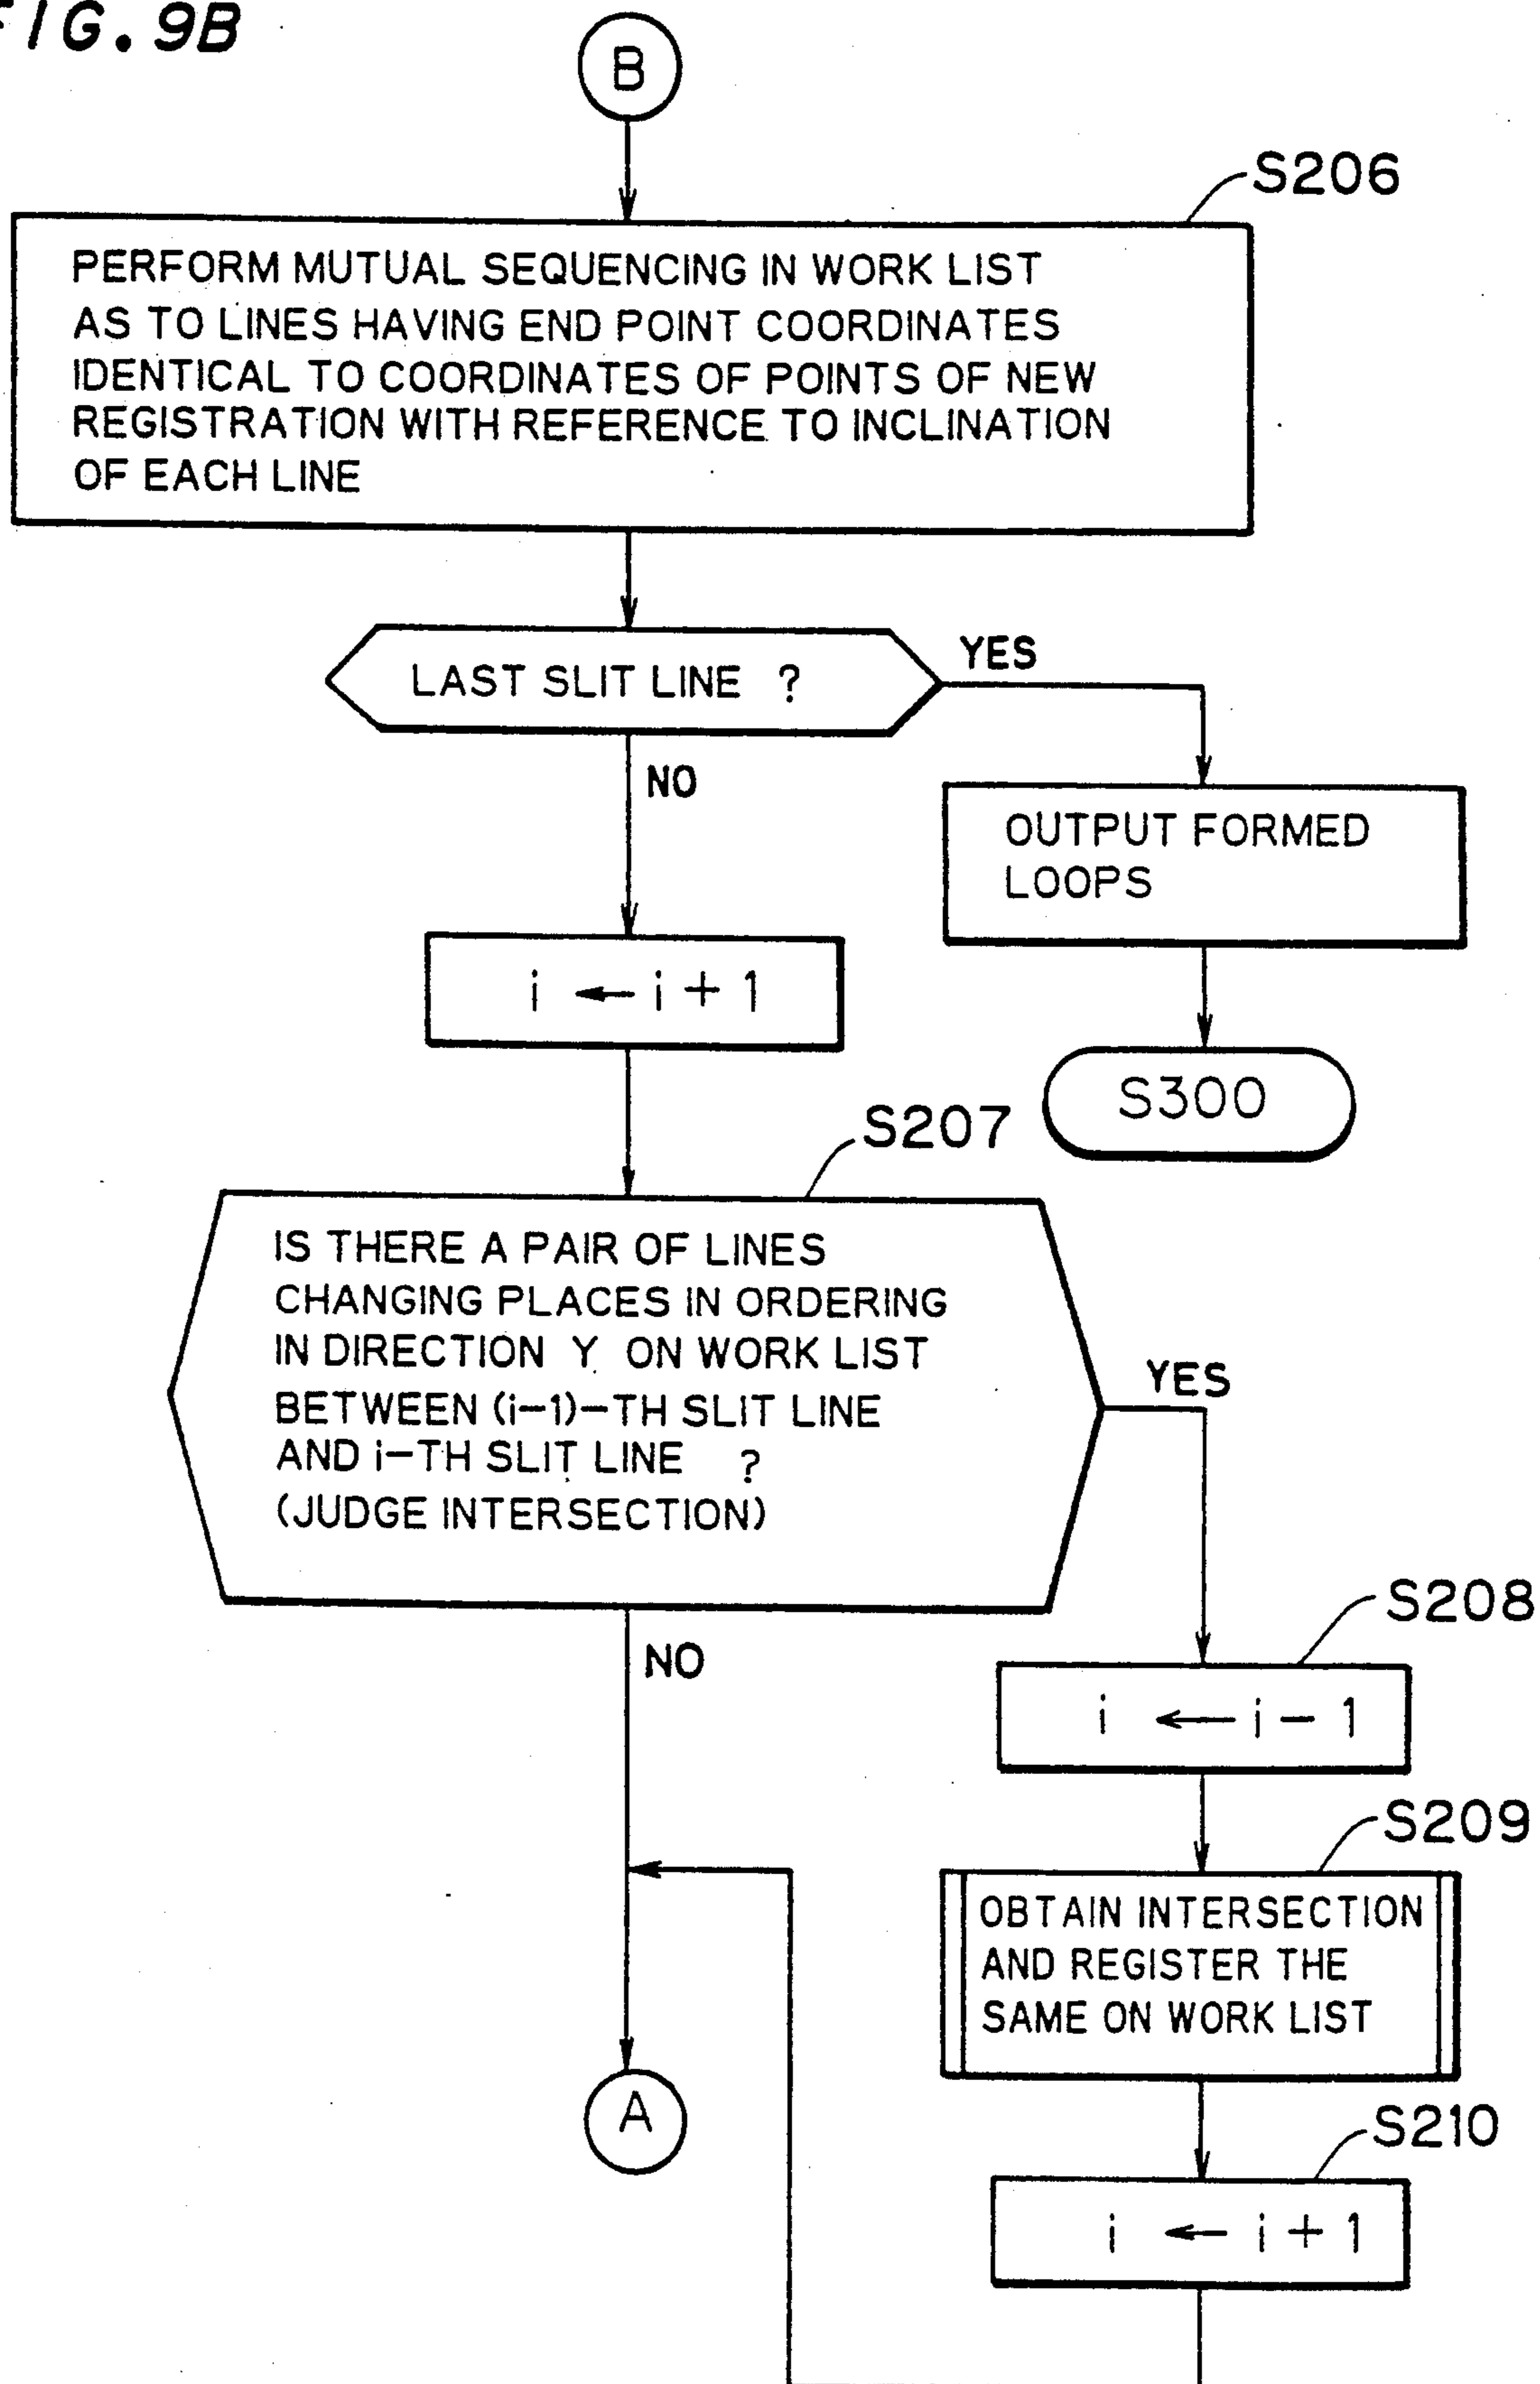 FIG. 9B
B
S206
PERFORM MUTUAL SEQUENCING IN WORK LIST
AS TO LINES HAVING END POINT COORDINATES
IDENTICAL TO COORDINATES OF POINTS OF NEW
REGISTRATION WITH REFERENCE TO INCLINATION
OF EACH LINE
LAST SLIT LINE ?
YES
NO
OUTPUT FORMED
LOOPS
i ← i + 1
S300
S207
IS THERE A PAIR OF LINES
CHANGING PLACES IN ORDERING
IN DIRECTION Y ON WORK LIST
BETWEEN (i-1)-TH SLIT LINE
AND i-TH SLIT LINE ?
(JUDGE INTERSECTION)
YES
NO
S208
i ← i - 1
S209
OBTAIN INTERSECTION
AND REGISTER THE
SAME ON WORK LIST
A
S210
i ← i + 1